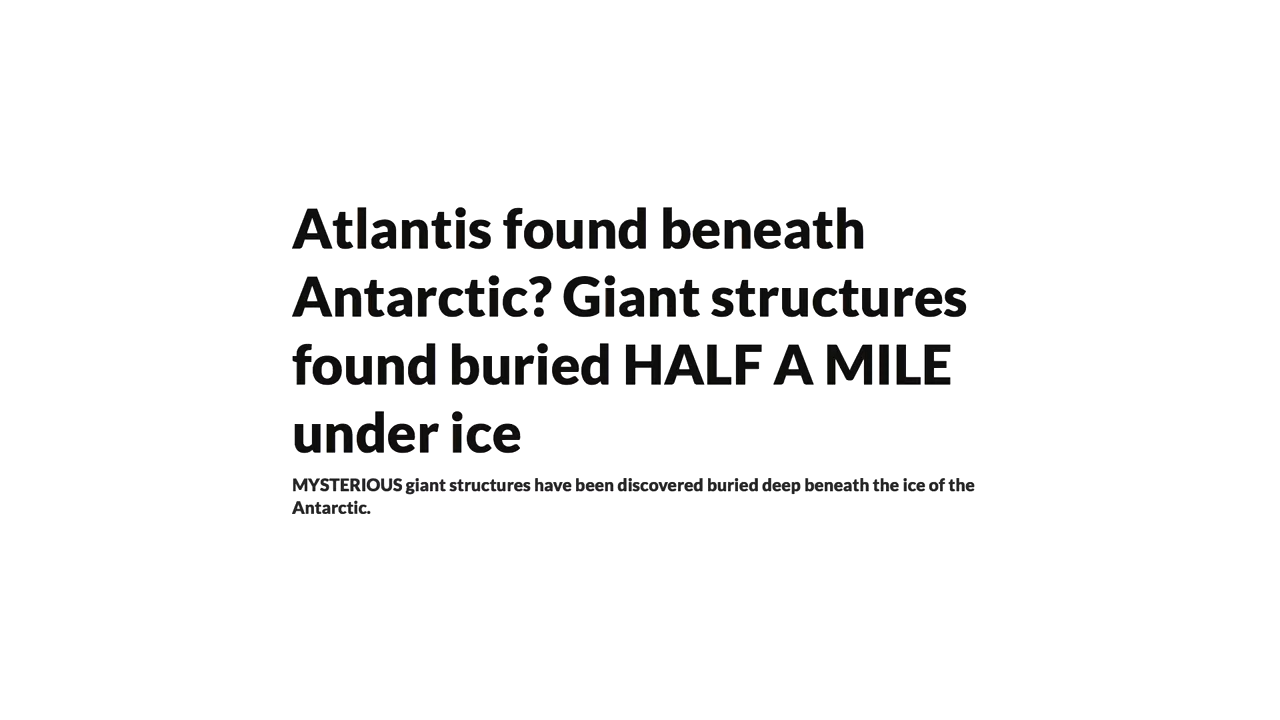 Atlantis found beneath
Antarctic? Giant structures
found buried HALF A MILE
under ice
MYSTERIOUS giant structures have been discovered buried deep beneath the ice of the
Antarctic.